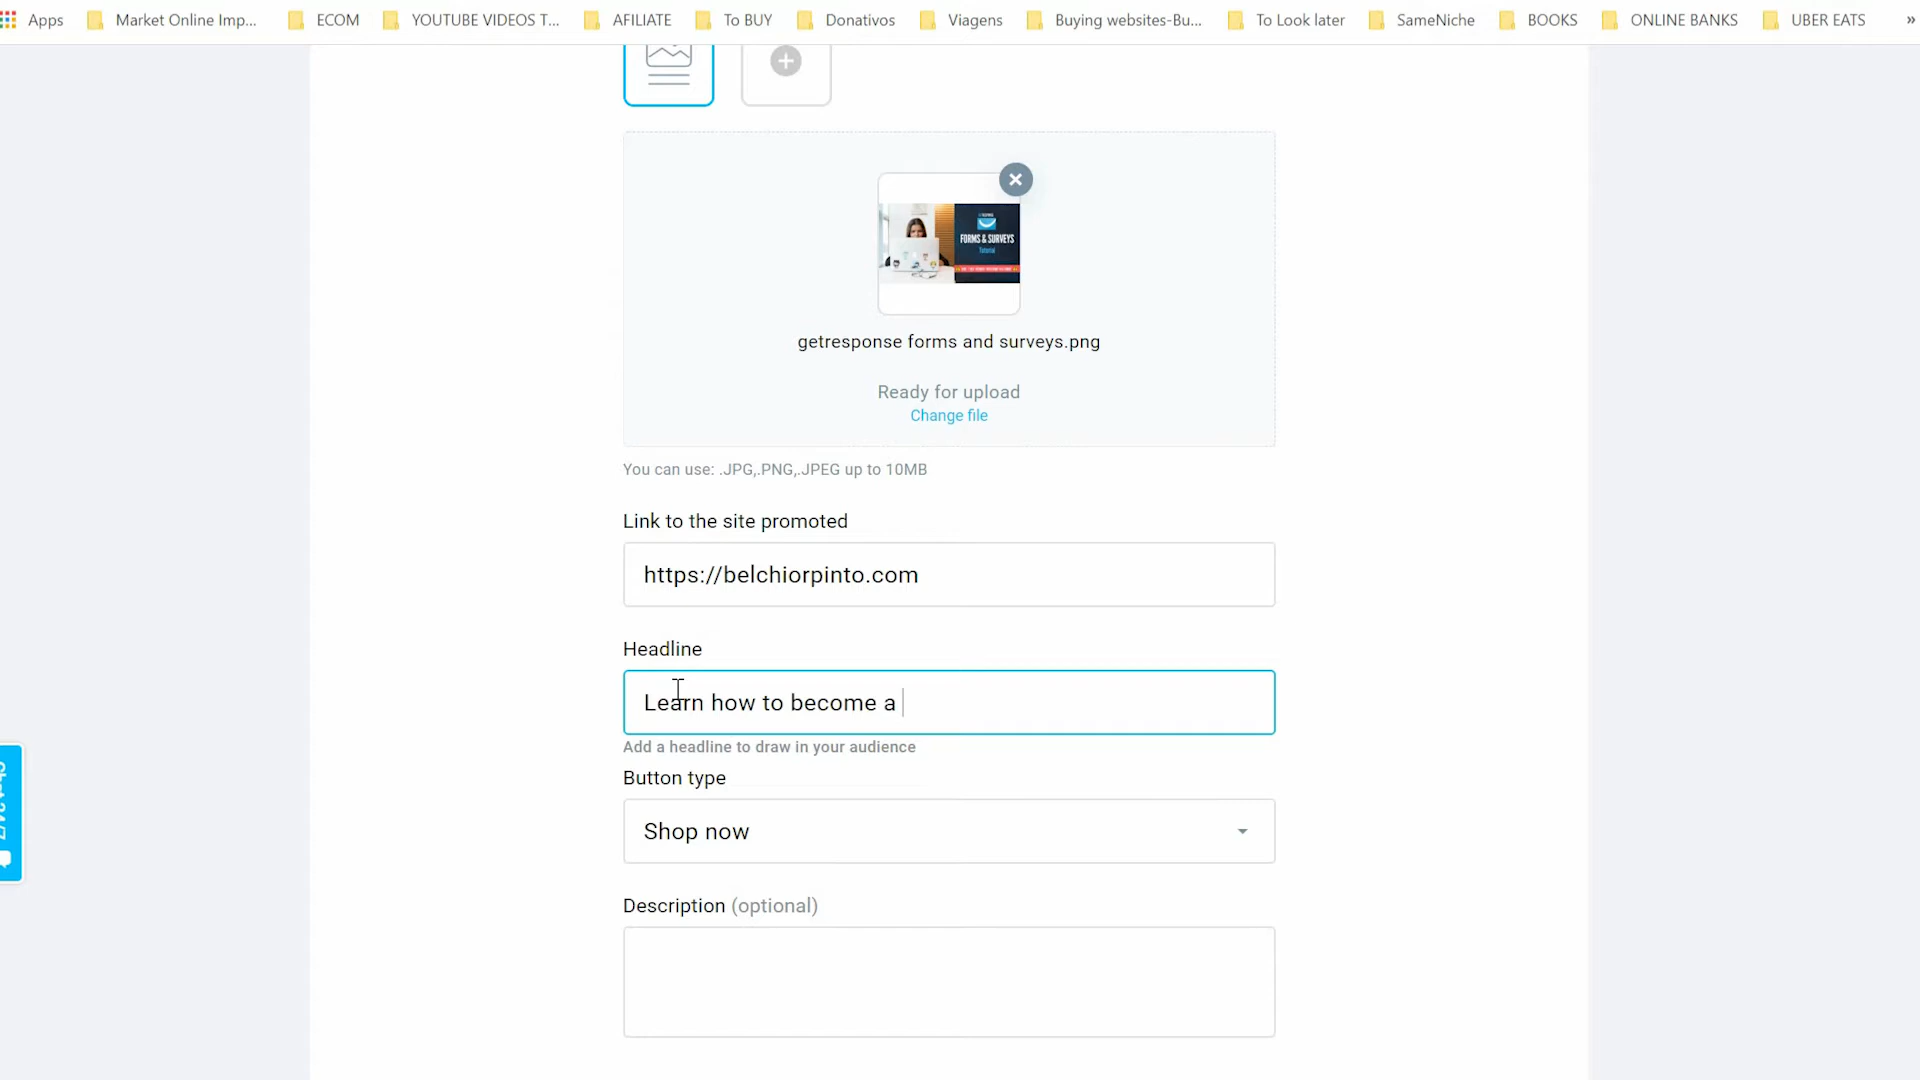 Apps
Market Online Imp...
ECOM
YOUTUBE VIDEOS T...
AFILIATE
To BUY
Donativos
Viagens
Buying websites-Bu...
To Look later
SameNiche
BOOKS
ONLINE BANKS
UBER EATS
»
FORMS & SURVEYS
Tutorial
getresponse forms and surveys.png
Ready for upload
Change file
You can use: .JPG,.PNG,.JPEG up to 10MB
Link to the site promoted
https://belchiorpinto.com
Headline
Learn how to become a
Add a headline to draw in your audience
Button type
Shop now
Description (optional)